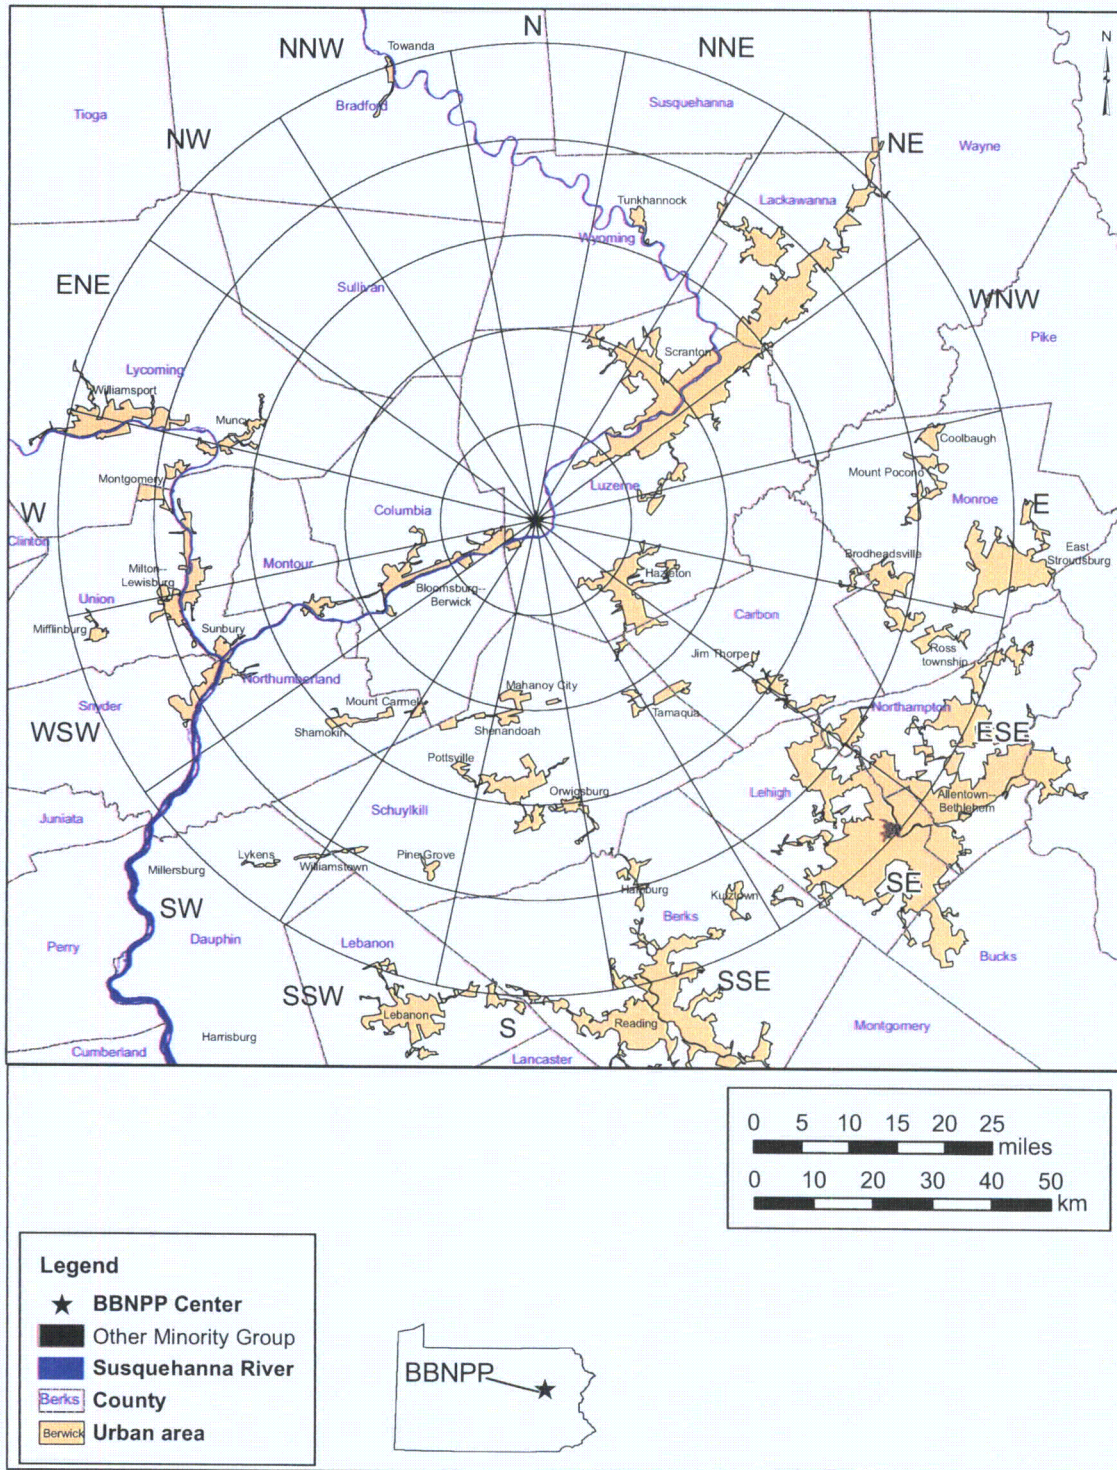 N
NNW
Towanda
NNE
N
Bradford
Susquehanna
Tioga
NW
NE
Wayne
Tunkhannock
Lackawanna
Wyoming
ENE
Sullivan
WNW
Pike
Scranton
Lycoming
Williamsport
Muncy
Coolbaugh
Montgomery
Mount Pocono
Luzerne
Monroe
W
Columbia
E
Clinton
Montour
Brodheadsville
East
Stroudsburg
Milton--
Lewisburg
Hazleton
Bloomsburg--
Berwick
Union
Mifflinburg
Sunbury
Carbon
Ross
township
Jim Thorpe
Northumberland
Mahanoy City
Snyder
Mount Carmel
Tamaqua
Northampton
WSW
Shamokin
Shenandoah
ESE
Pottsville
Orwigsburg
Lehigh
Allentown--
Bethlehem
Juniata
Schuylkill
Lykens
Williamstown
Pine Grove
Millersburg
Hamburg
Kutztown
SE
SW
Berks
Perry
Dauphin
Lebanon
Bucks
SSW
SSE
Lebanon
S
Reading
Montgomery
Harrisburg
Cumberland
Lancaster
0 5 10 15 20 25
miles
0 10 20 30 40 50
km
Legend
BBNPP Center
Other Minority Group
Susquehanna River
Berks County
Berwick Urban area
BBNPP